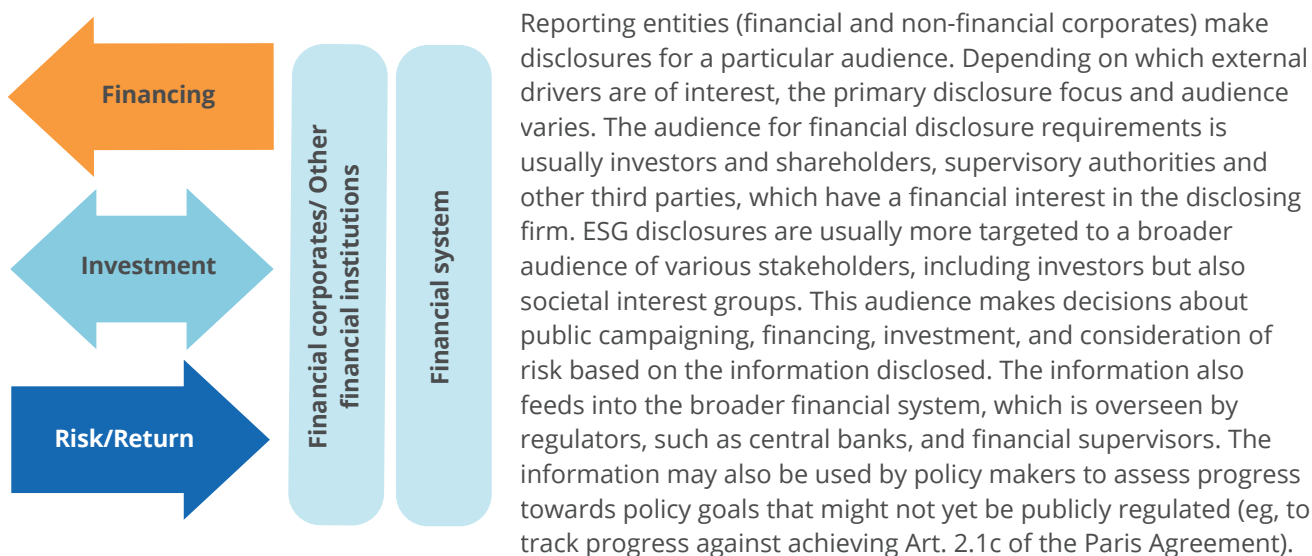 Financing
Investment
Risk/Return
Financial corporates/ Other
financial institutions
Financial system
Reporting entities (financial and non-financial corporates) make
disclosures for a particular audience. Depending on which external
drivers are of interest, the primary disclosure focus and audience
varies. The audience for financial disclosure requirements is
usually investors and shareholders, supervisory authorities and
other third parties, which have a financial interest in the disclosing
firm. ESG disclosures are usually more targeted to a broader
audience of various stakeholders, including investors but also
societal interest groups. This audience makes decisions about
public campaigning, financing, investment, and consideration of
risk based on the information disclosed. The information also
feeds into the broader financial system, which is overseen by
regulators, such as central banks, and financial supervisors. The
information may also be used by policy makers to assess progress
towards policy goals that might not yet be publicly regulated (eg, to
track progress against achieving Art. 2.1c of the Paris Agreement).